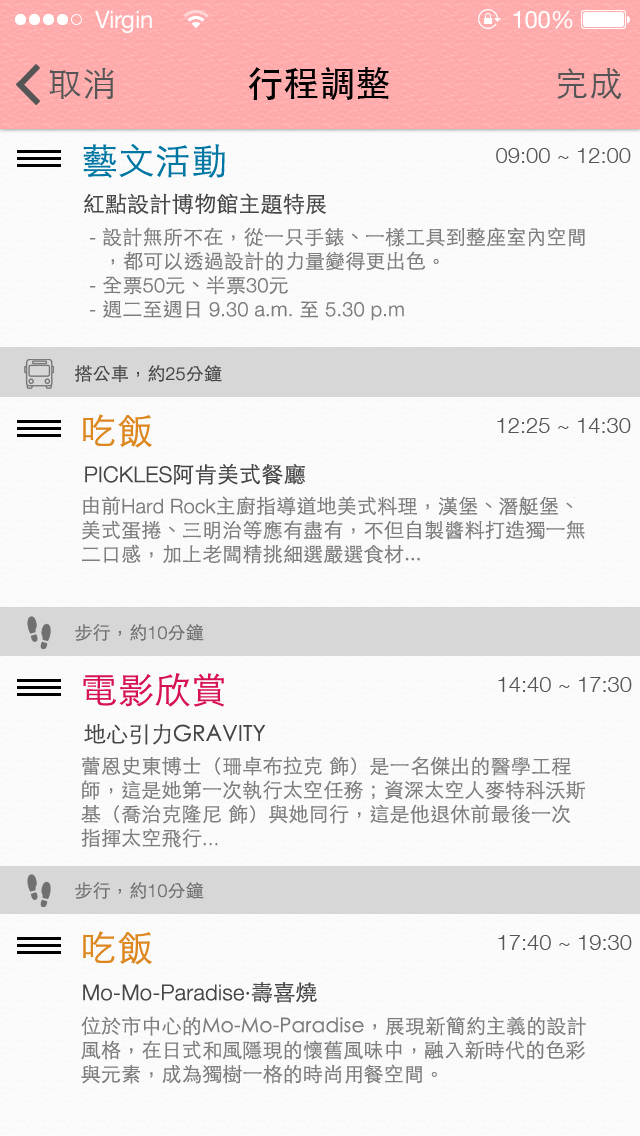 Virgin 100%
取消 行程調整 完成
藝文活動 09:00 ~ 12:00
紅點設計博物館主題特展
- 設計無所不在，從一只手錶、一樣工具到整座室內空間
，都可以透過設計的力量變得更出色。
- 全票50元、半票30元
- 週二至週日 9.30 a.m. 至 5.30 p.m
搭公車，約25分鐘
吃飯 12:25 ~ 14:30
PICKLES阿肯美式餐廳
由前Hard Rock主廚指導道地美式料理，漢堡、潛艇堡、
美式蛋捲、三明治等應有盡有，不但自製醬料打造獨一無
二口感，加上老闆精挑細選嚴選食材...
步行，約10分鐘
電影欣賞 14:40 ~ 17:30
地心引力GRAVITY
蕾恩史東博士（珊卓布拉克 飾）是一名傑出的醫學工程
師，這是她第一次執行太空任務；資深太空人麥特科沃斯
基（喬治克隆尼 飾）與她同行，這是他退休前最後一次
指揮太空飛行...
步行，約10分鐘
吃飯 17:40 ~ 19:30
Mo-Mo-Paradise·壽喜燒
位於市中心的Mo-Mo-Paradise，展現新簡約主義的設計
風格，在日式和風隱現的懷舊風味中，融入新時代的色彩
與元素，成為獨樹一格的時尚用餐空間。